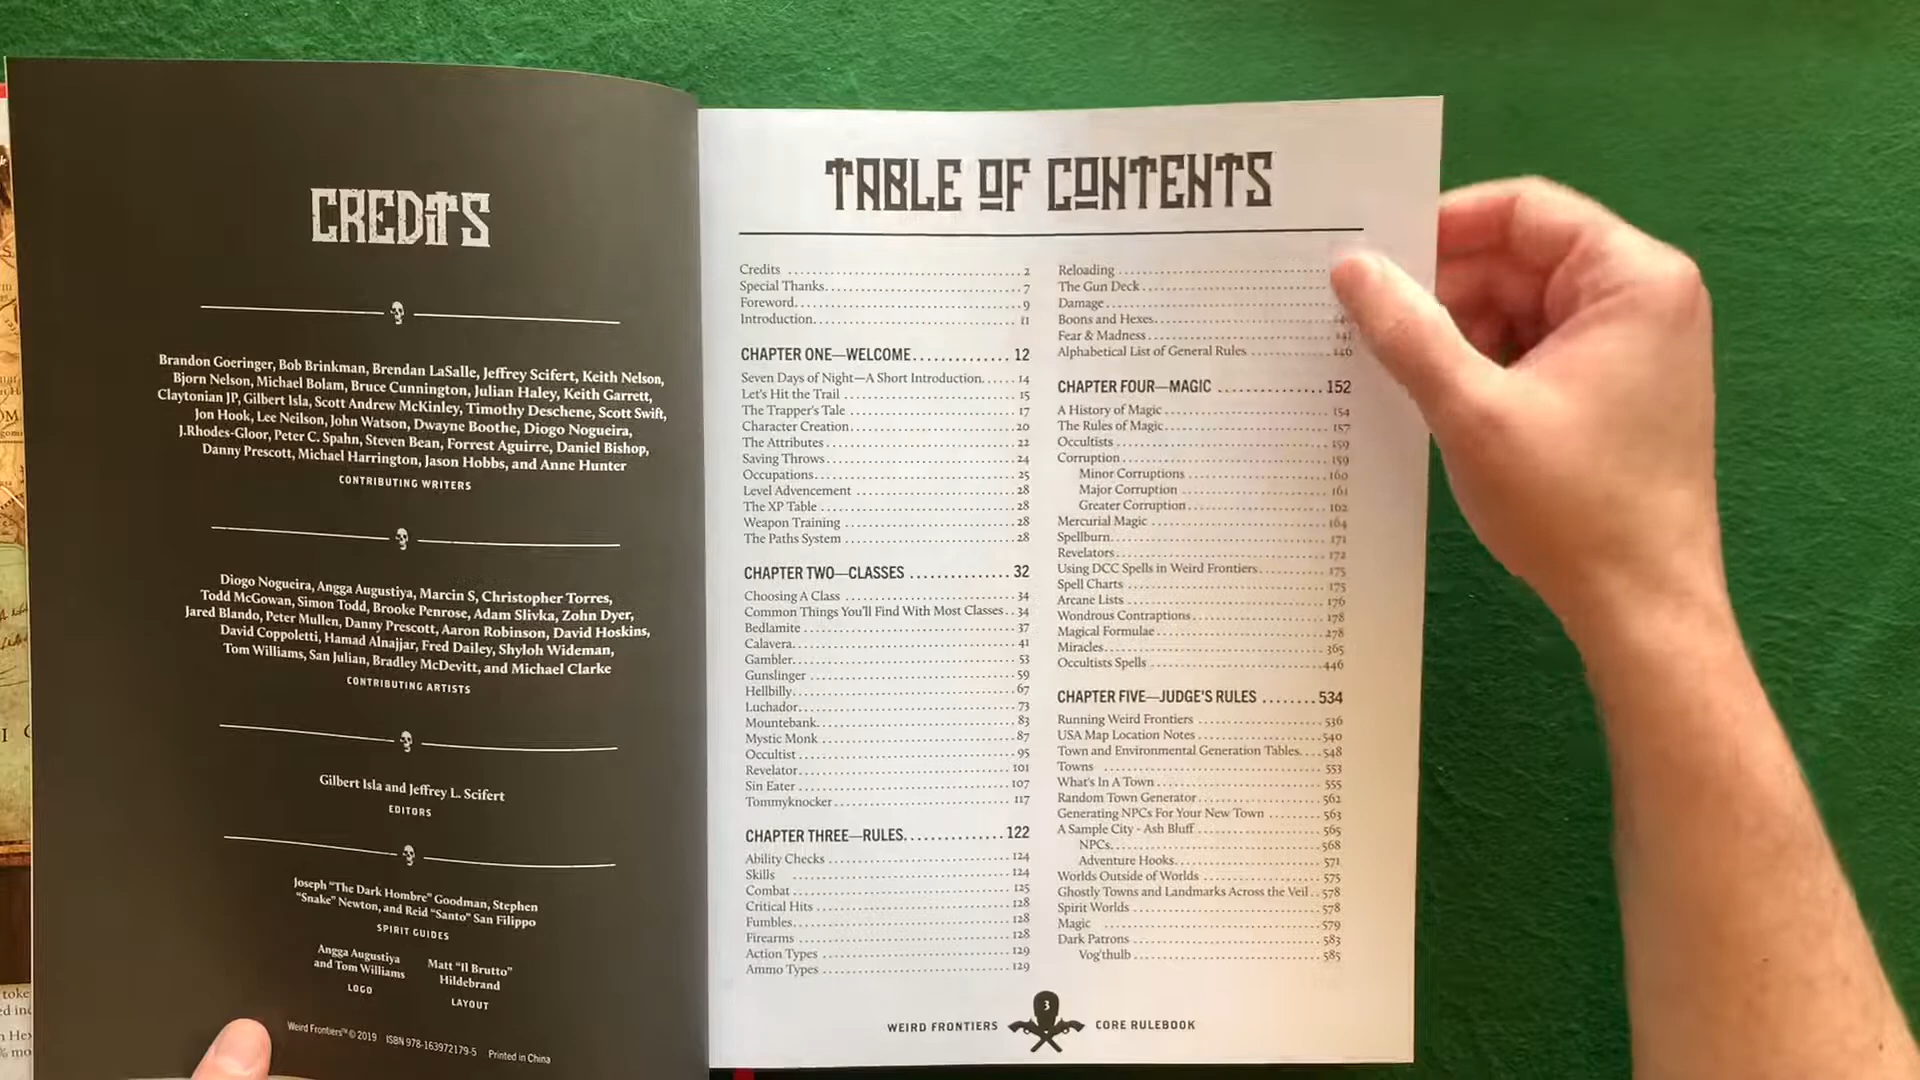 CREDITS
Brandon Goeringer, Bob Brinkman, Brendan LaSalle, Jeffrey Scifert, Keith Nelson,
Bjorn Nelson, Michael Bolam, Bruce Cunnington, Julian Haley, Keith Garrett,
Claytonian JP, Gilbert Isla, Scott Andrew McKinley, Timothy Deschene, Scott Swift,
Jon Hook, Lee Neilson, John Watson, Dwayne Boothe, Diogo Nogueira,
J.Rhodes-Gloor, Peter C. Spahn, Steven Bean, Forrest Aguirre, Daniel Bishop,
Danny Prescott, Michael Harrington, Jason Hobbs, and Anne Hunter
CONTRIBUTING WRITERS
Diogo Nogueira, Angga Augustiya, Marcin S, Christopher Torres,
Todd McGowan, Simon Todd, Brooke Penrose, Adam Slivka, Zohn Dyer,
Jared Blando, Peter Mullen, Danny Prescott, Aaron Robinson, David Hoskins,
David Coppoletti, Hamad Alnajjar, Fred Dailey, Shyloh Wideman,
Tom Williams, San Julian, Bradley McDevitt, and Michael Clarke
CONTRIBUTING ARTISTS
Gilbert Isla and Jeffrey L. Scifert
EDITORS
Joseph "The Dark Hombre" Goodman, Stephen
"Snake" Newton, and Reid "Santo" San Filippo
SPIRIT GUIDES
Angga Augustiya
and Tom Williams
LOGO
Matt "Il Brutto"
Hildebrand
LAYOUT
Weird Frontiers™ © 2019 ISBN 978-163972179-5 Printed in China
TABLE OF CONTENTS
Credits 2
Special Thanks 7
Foreword 9
Introduction 11
CHAPTER ONE—WELCOME 12
Seven Days of Night—A Short Introduction 14
Let's Hit the Trail 15
The Trapper's Tale 17
Character Creation 20
The Attributes 22
Saving Throws 24
Occupations 25
Level Advencement 28
The XP Table 28
Weapon Training 28
The Paths System 28
CHAPTER TWO—CLASSES 32
Choosing A Class 34
Common Things You'll Find With Most Classes 34
Bedlamite 37
Calavera 41
Gambler 53
Gunslinger 59
Hellbilly 67
Luchador 73
Mountebank 83
Mystic Monk 87
Occultist 95
Revelator 101
Sin Eater 107
Tommyknocker 117
CHAPTER THREE—RULES 122
Ability Checks 124
Skills 124
Combat 125
Critical Hits 128
Fumbles 128
Firearms 128
Action Types 129
Ammo Types 129
Reloading
The Gun Deck
Damage
Boons and Hexes
Fear & Madness
Alphabetical List of General Rules 146
CHAPTER FOUR—MAGIC 152
A History of Magic 154
The Rules of Magic 157
Occultists 159
Corruption 159
Minor Corruptions 160
Major Corruption 161
Greater Corruption 162
Mercurial Magic 164
Spellburn 171
Revelators 172
Using DCC Spells in Weird Frontiers 175
Spell Charts 175
Arcane Lists 176
Wondrous Contraptions 178
Magical Formulae 278
Miracles 365
Occultists Spells 446
CHAPTER FIVE—JUDGE'S RULES 534
Running Weird Frontiers 536
USA Map Location Notes 540
Town and Environmental Generation Tables 548
Towns 553
What's In A Town 555
Random Town Generator 562
Generating NPCs For Your New Town 563
A Sample City - Ash Bluff 565
NPCs 568
Adventure Hooks 571
Worlds Outside of Worlds 575
Ghostly Towns and Landmarks Across the Veil 578
Spirit Worlds 578
Magic 579
Dark Patrons 583
Vog'thulb 585
WEIRD FRONTIERS 3 CORE RULEBOOK